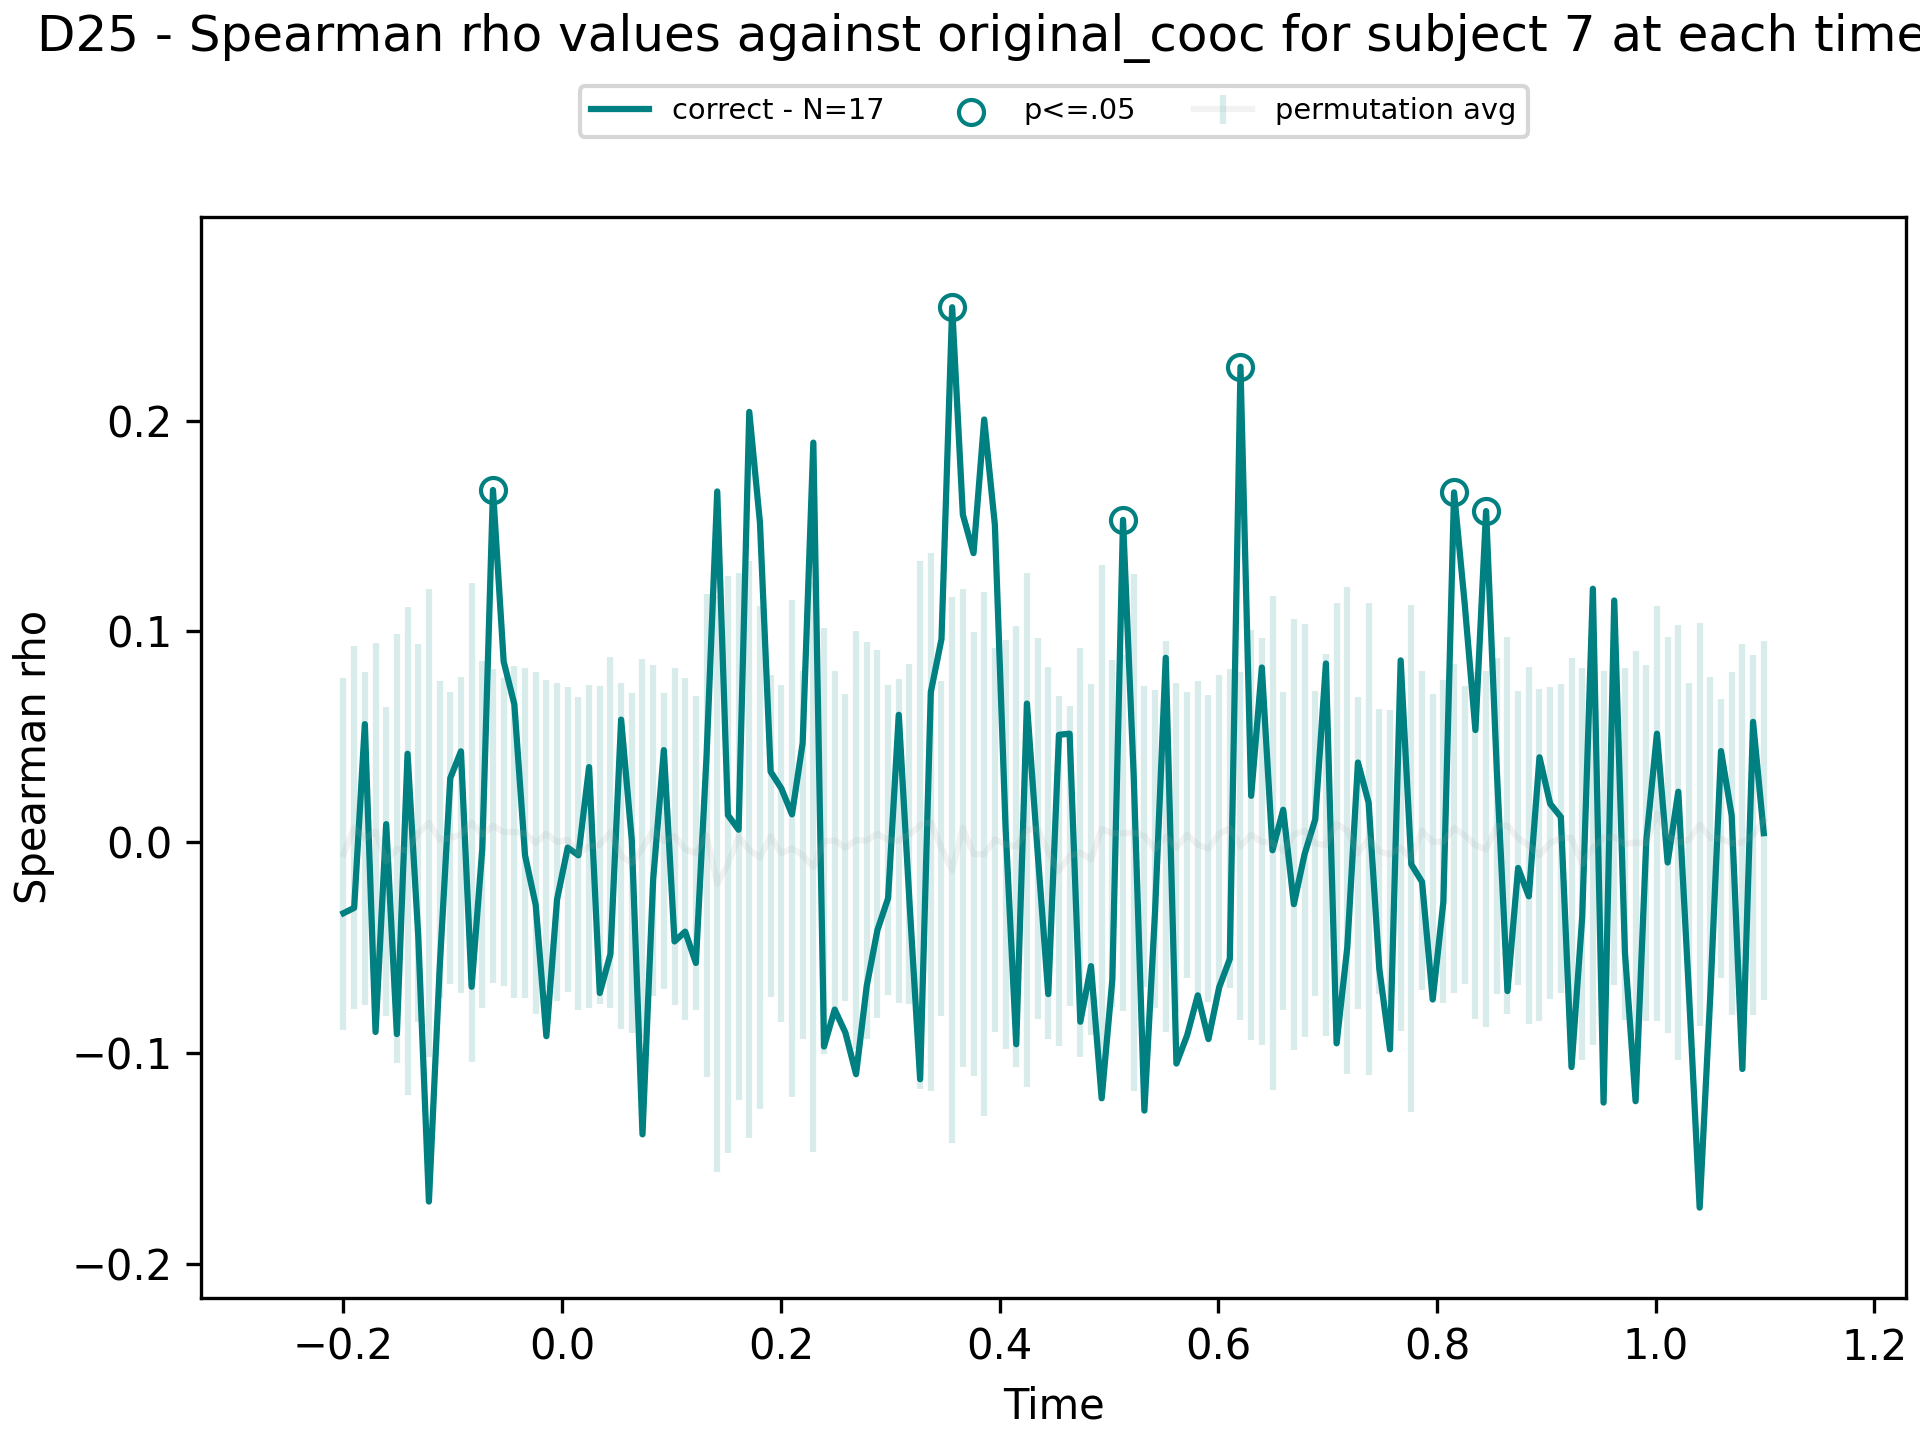 D25 - Spearman rho values against original_cooc for subject 7 at each time
correct - N=17 p<=.05 permutation avg
Spearman rho
0.2
0.1
0.0
−0.1
−0.2
−0.2 0.0 0.2 0.4 0.6 0.8 1.0 1.2
Time